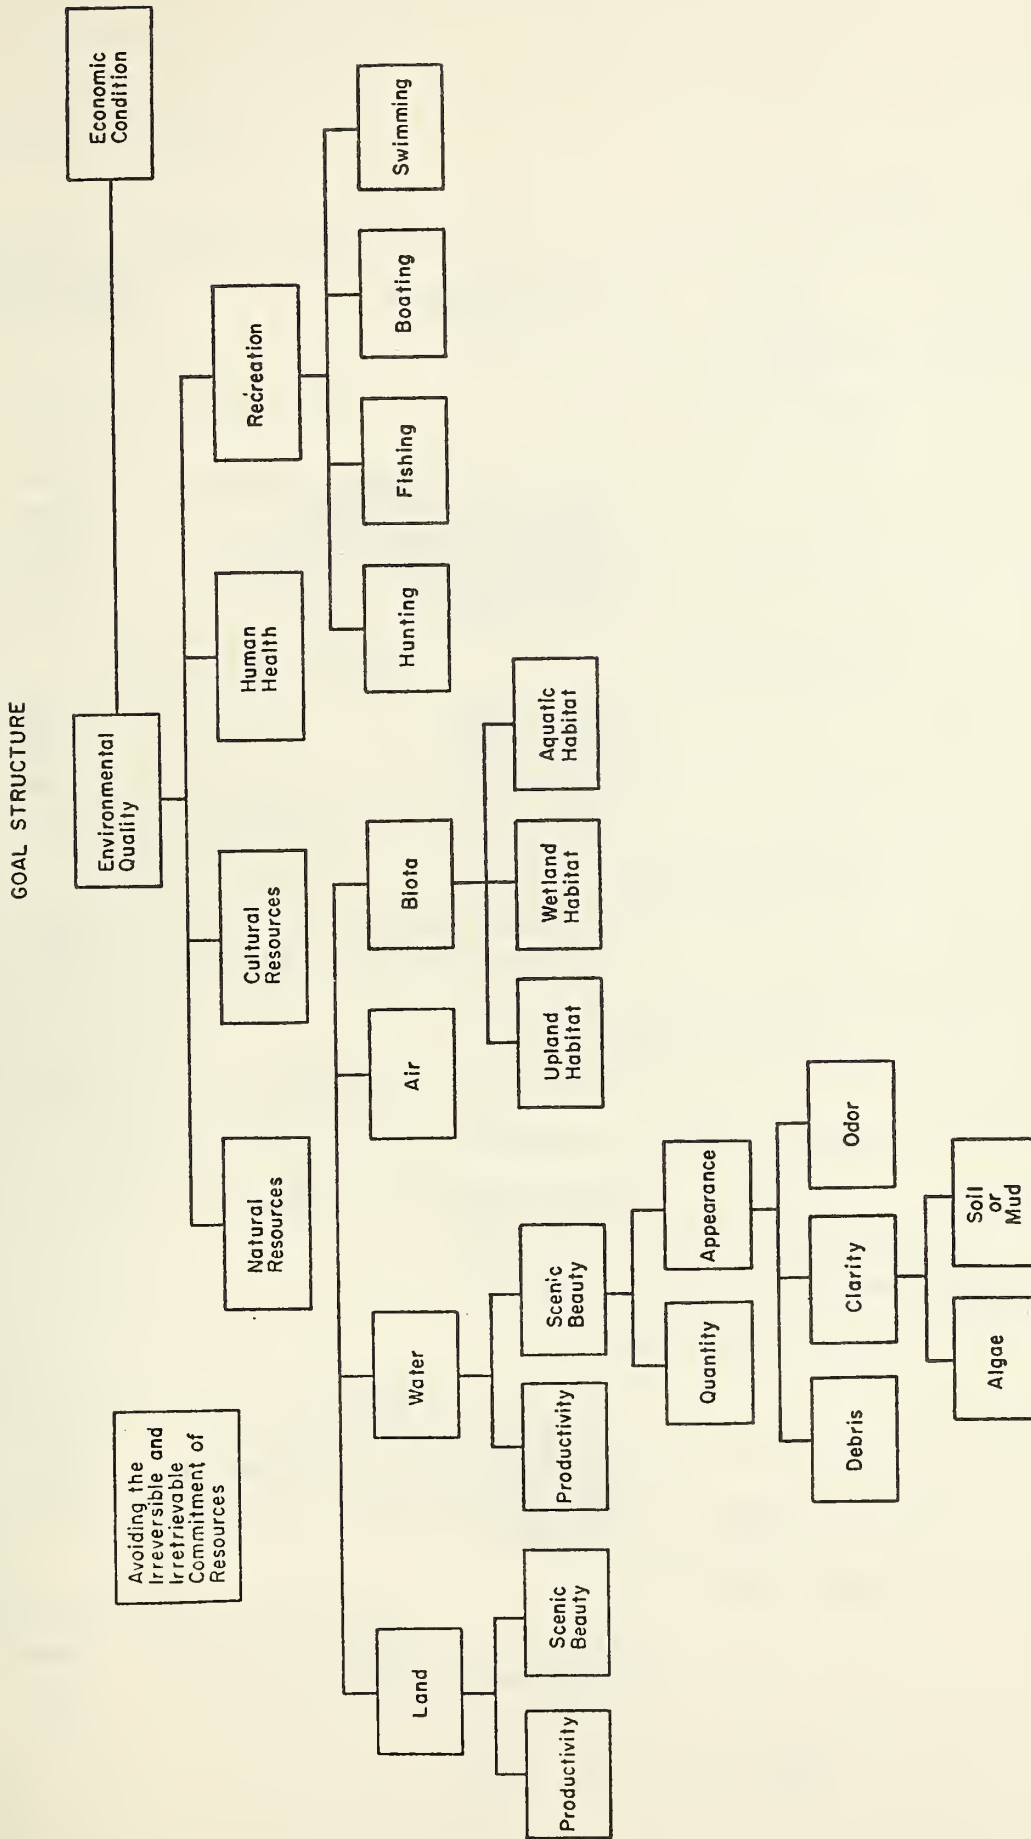 GOAL STRUCTURE
Economic
Condition
Environmental
Quality
Avoiding the
Irreversible and
Irretrievable
Commitment of
Resources
Natural
Resources
Cultural
Resources
Human
Health
Recreation
Land
Water
Air
Biota
Hunting
Fishing
Boating
Swimming
Productivity
Scenic
Beauty
Productivity
Scenic
Beauty
Upland
Habitat
Wetland
Habitat
Aquatic
Habitat
Quantity
Appearance
Debris
Clarity
Odor
Algae
Soil
or
Mud